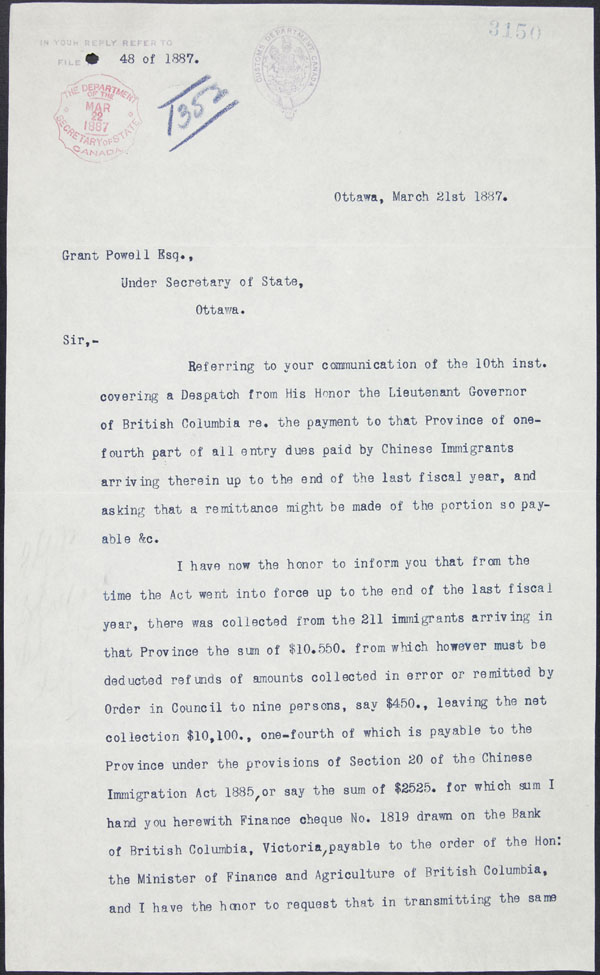 3150
IN YOUR REPLY REFER TO
FILE 48 of 1887.
CUSTOMS DEPARTMENT CANADA
THE DEPARTMENT
OF THE
MAR
22
1887
SECRETARY OF STATE
CANADA
1352
Ottawa, March 21st 1887.
Grant Powell Esq.,
Under Secretary of State,
Ottawa.
Sir,-
Referring to your communication of the 10th inst.
covering a Despatch from His Honor the Lieutenant Governor
of British Columbia re. the payment to that Province of one-
fourth part of all entry dues paid by Chinese Immigrants
arriving therein up to the end of the last fiscal year, and
asking that a remittance might be made of the portion so pay-
able &c.
I have now the honor to inform you that from the
time the Act went into force up to the end of the last fiscal
year, there was collected from the 211 immigrants arriving in
that Province the sum of $10.550. from which however must be
deducted refunds of amounts collected in error or remitted by
Order in Council to nine persons, say $450., leaving the net
collection $10,100., one-fourth of which is payable to the
Province under the provisions of Section 20 of the Chinese
Immigration Act 1885, or say the sum of $2525. for which sum I
hand you herewith Finance cheque No. 1819 drawn on the Bank
of British Columbia, Victoria, payable to the order of the Hon:
the Minister of Finance and Agriculture of British Columbia,
and I have the honor to request that in transmitting the same